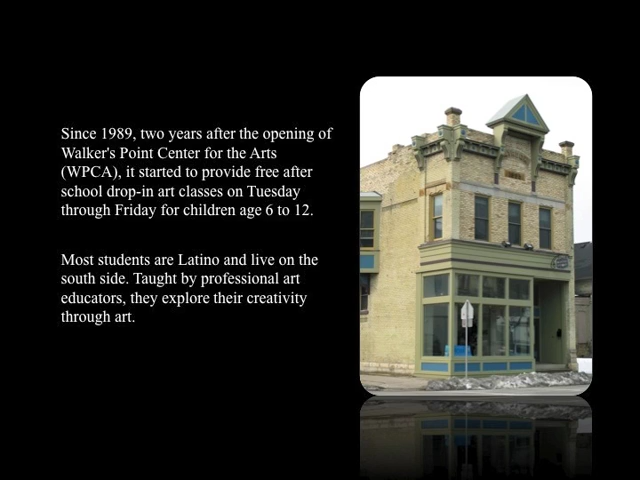 Since 1989, two years after the opening of
Walker's Point Center for the Arts
(WPCA), it started to provide free after
school drop-in art classes on Tuesday
through Friday for children age 6 to 12.
Most students are Latino and live on the
south side. Taught by professional art
educators, they explore their creativity
through art.